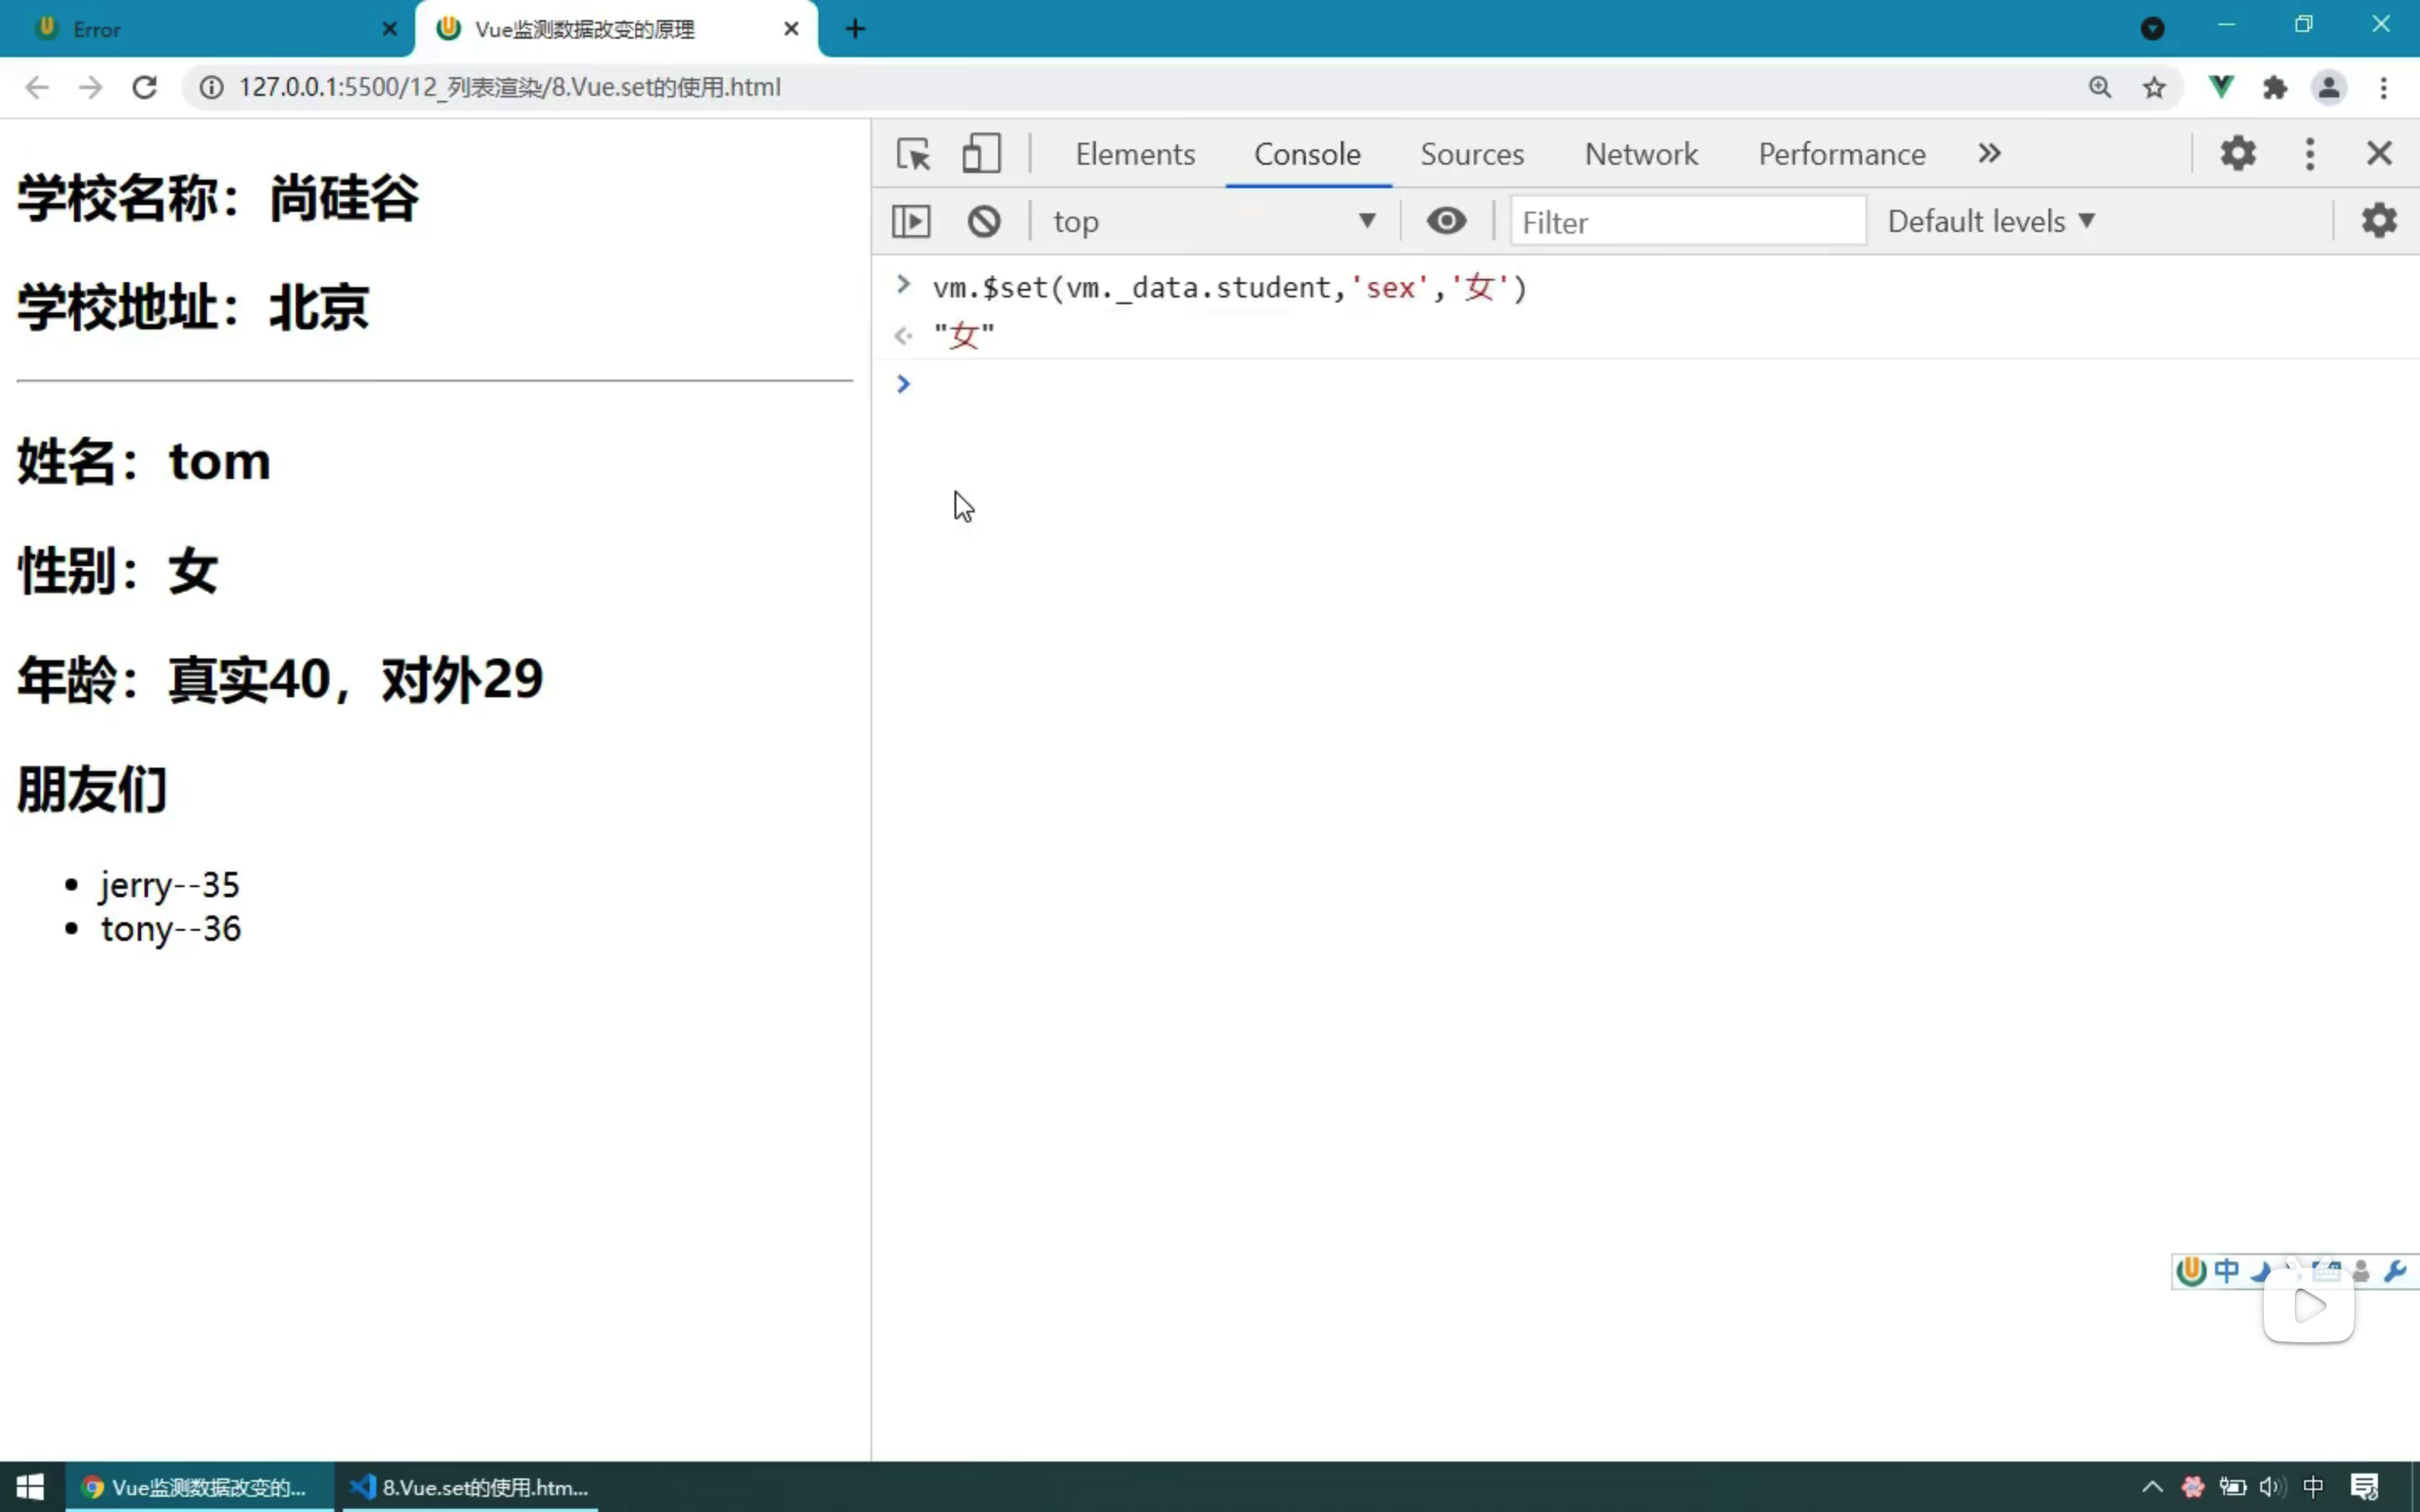 Error
Vue监测数据改变的原理
127.0.0.1:5500/12_列表渲染/8.Vue.set的使用.html
学校名称：尚硅谷
学校地址：北京
姓名：tom
性别：女
年龄：真实40，对外29
朋友们
jerry--35
tony--36
Elements Console Sources Network Performance
top Filter Default levels
vm.$set(vm._data.student,'sex','女')
"女"
中
Vue监测数据改变的... 8.Vue.set的使用.htm... 中